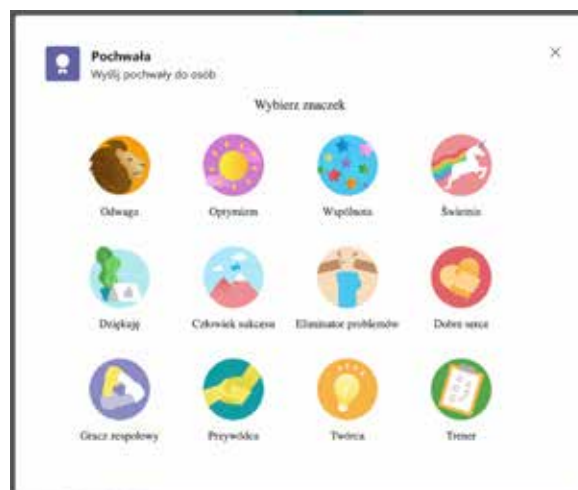 Pochwała
Wyślij pochwały do osób
Wybierz znaczek
Odwaga Optymizm Wspólnota Świetnie
Dziękuję Człowiek sukcesu Eliminator problemów Dobre serce
Gracz zespołowy Przywódca Twórca Trener